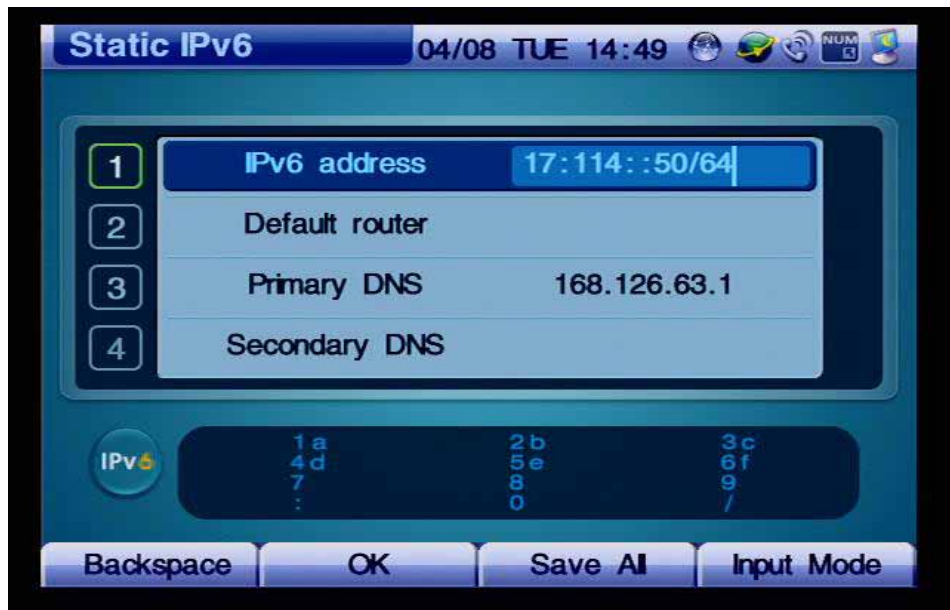 Static IPv6 04/08 TUE 14:49 NUM
1 IPv6 address 17:114::50/64
2 Default router
3 Primary DNS 168.126.63.1
4 Secondary DNS
IPv6
1 a 2 b 3 c
4 d 5 e 6 f
7 8 9
: 0 /
Backspace OK Save All Input Mode